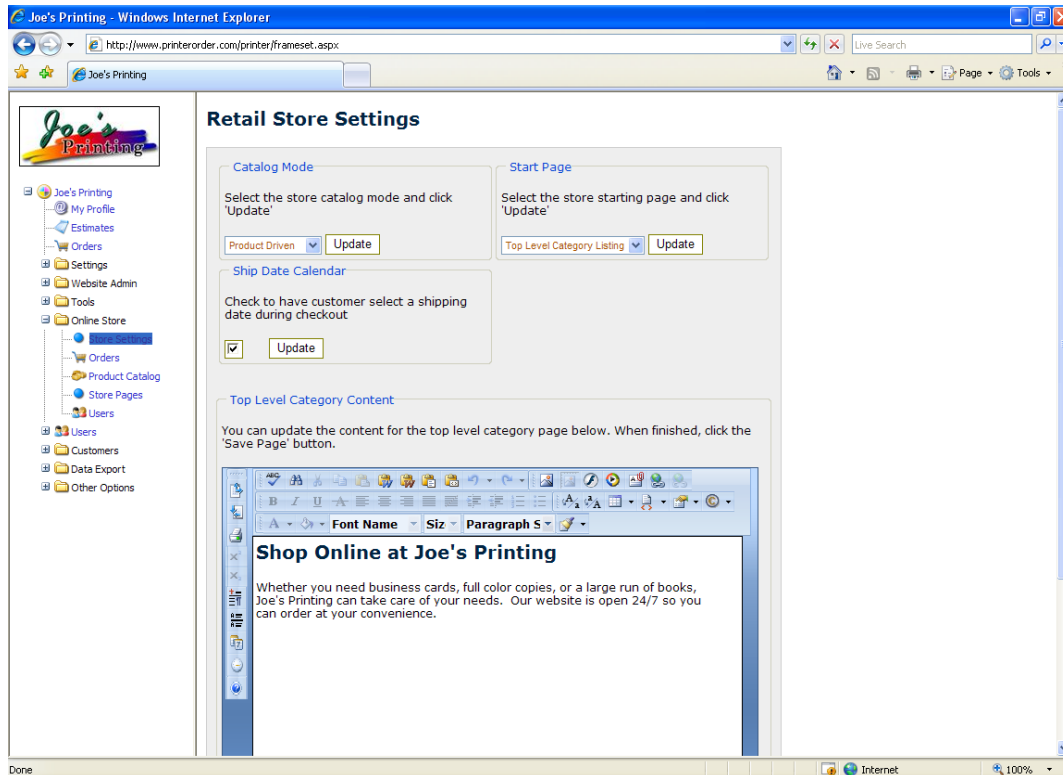 Joe's Printing - Windows Internet Explorer
http://www.printerorder.com/printer/frameset.aspx
Live Search
Joe's Printing
Page
Tools
Joe's
Printing
Joe's Printing
My Profile
Estimates
Orders
Settings
Website Admin
Tools
Online Store
Store Settings
Orders
Product Catalog
Store Pages
Users
Users
Customers
Data Export
Other Options
Retail Store Settings
Catalog Mode
Select the store catalog mode and click
'Update'
Product Driven
Update
Start Page
Select the store starting page and click
'Update'
Top Level Category Listing
Update
Ship Date Calendar
Check to have customer select a shipping
date during checkout
Update
Top Level Category Content
You can update the content for the top level category page below. When finished, click the
'Save Page' button.
ABC
B I U A
A Font Name Siz Paragraph S
Shop Online at Joe's Printing
Whether you need business cards, full color copies, or a large run of books,
Joe's Printing can take care of your needs. Our website is open 24/7 so you
can order at your convenience.
Done
Internet
100%